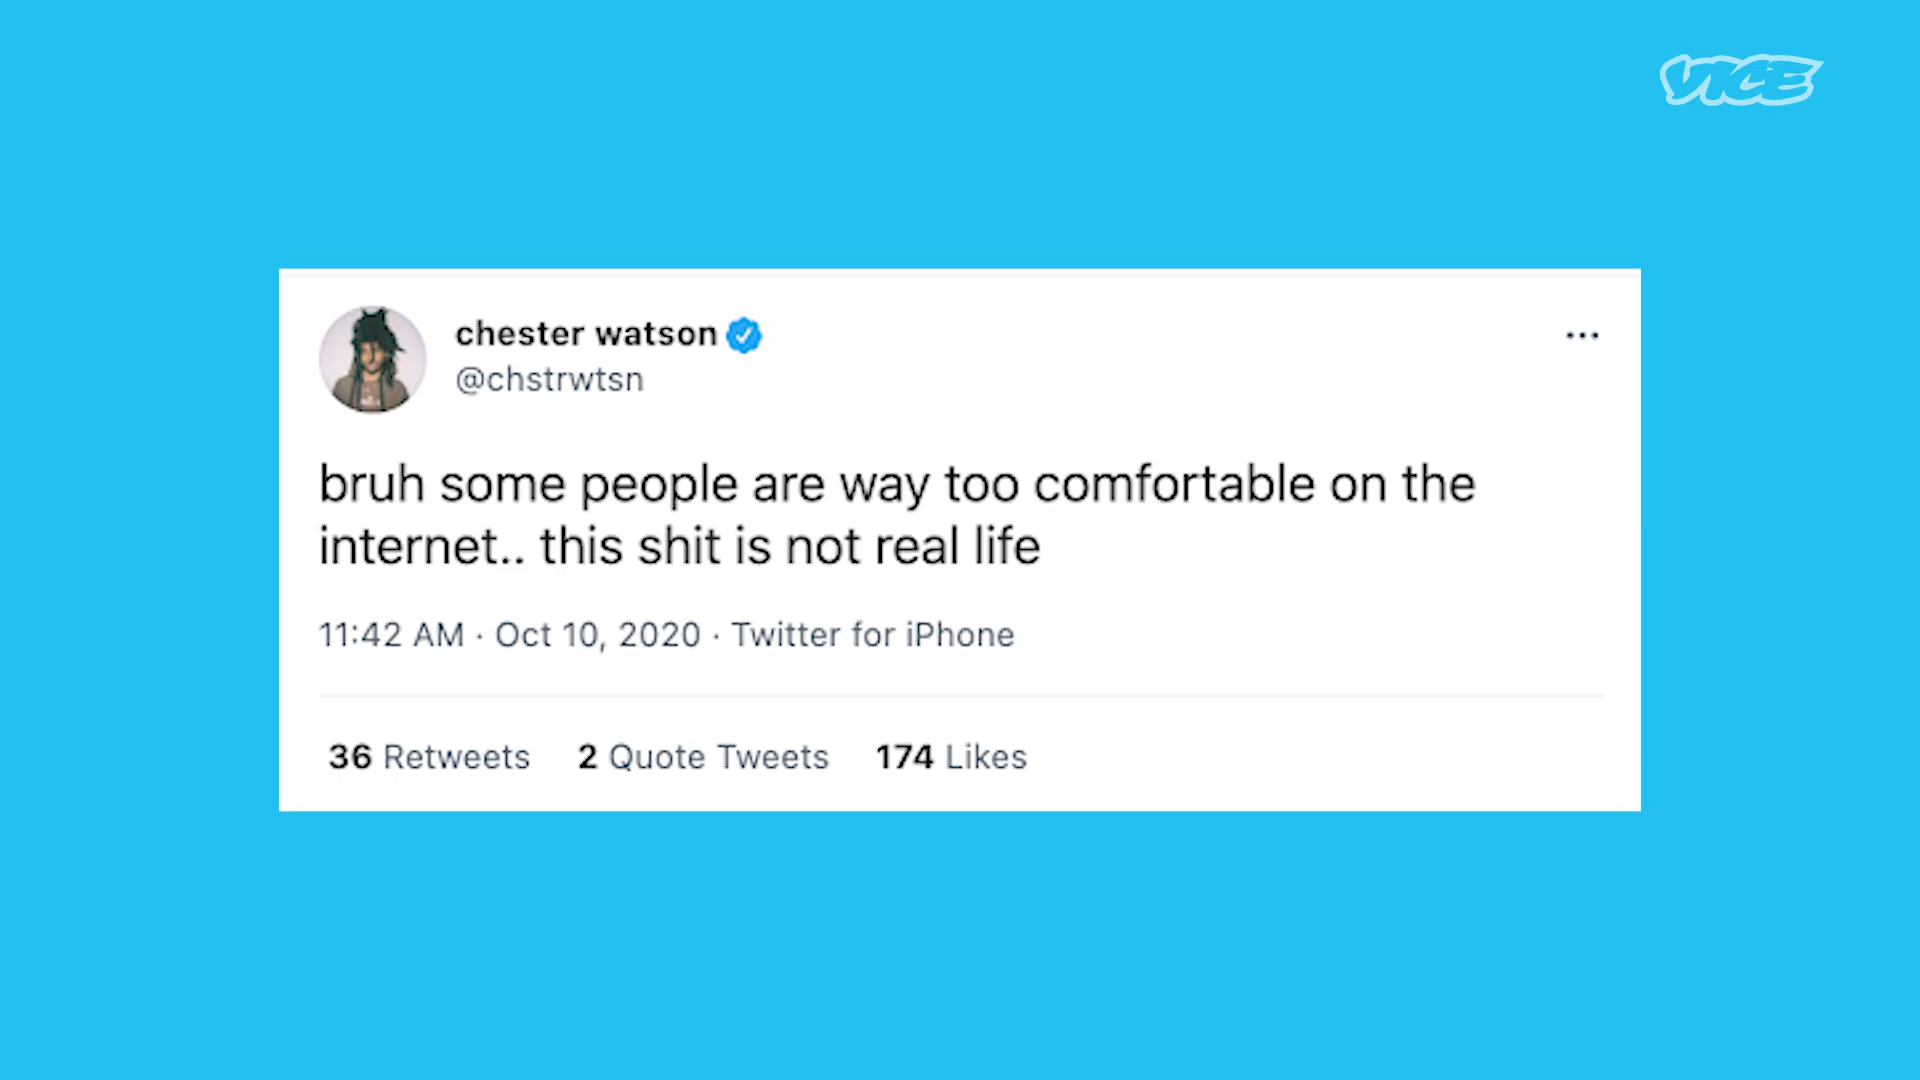 VICE
chester watson
@chstrwtsn
bruh some people are way too comfortable on the
internet.. this shit is not real life
11:42 AM · Oct 10, 2020 · Twitter for iPhone
36 Retweets 2 Quote Tweets 174 Likes